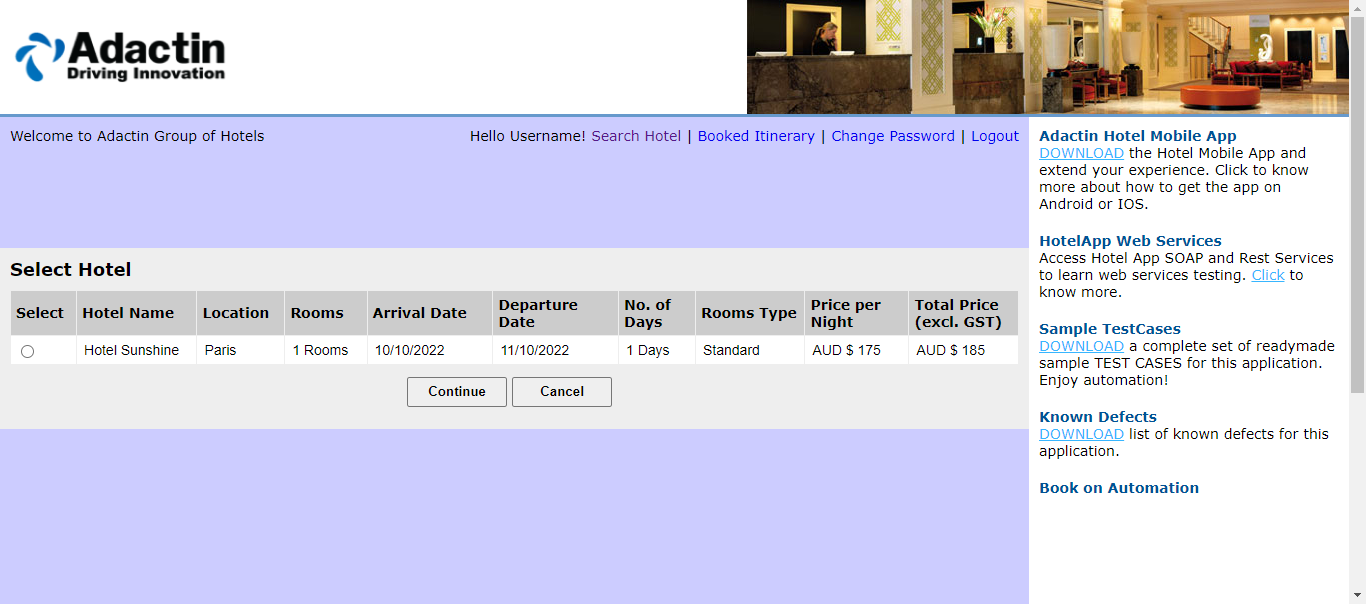 Adactin
Driving Innovation
Welcome to Adactin Group of Hotels
Hello Username! Search Hotel | Booked Itinerary | Change Password | Logout
Select Hotel
Select Hotel Name Location Rooms Arrival Date Departure Date No. of Days Rooms Type Price per Night Total Price (excl. GST)
Hotel Sunshine Paris 1 Rooms 10/10/2022 11/10/2022 1 Days Standard AUD $ 175 AUD $ 185
Continue Cancel
Adactin Hotel Mobile App
DOWNLOAD the Hotel Mobile App and
extend your experience. Click to know
more about how to get the app on
Android or IOS.
HotelApp Web Services
Access Hotel App SOAP and Rest Services
to learn web services testing. Click to
know more.
Sample TestCases
DOWNLOAD a complete set of readymade
sample TEST CASES for this application.
Enjoy automation!
Known Defects
DOWNLOAD list of known defects for this
application.
Book on Automation